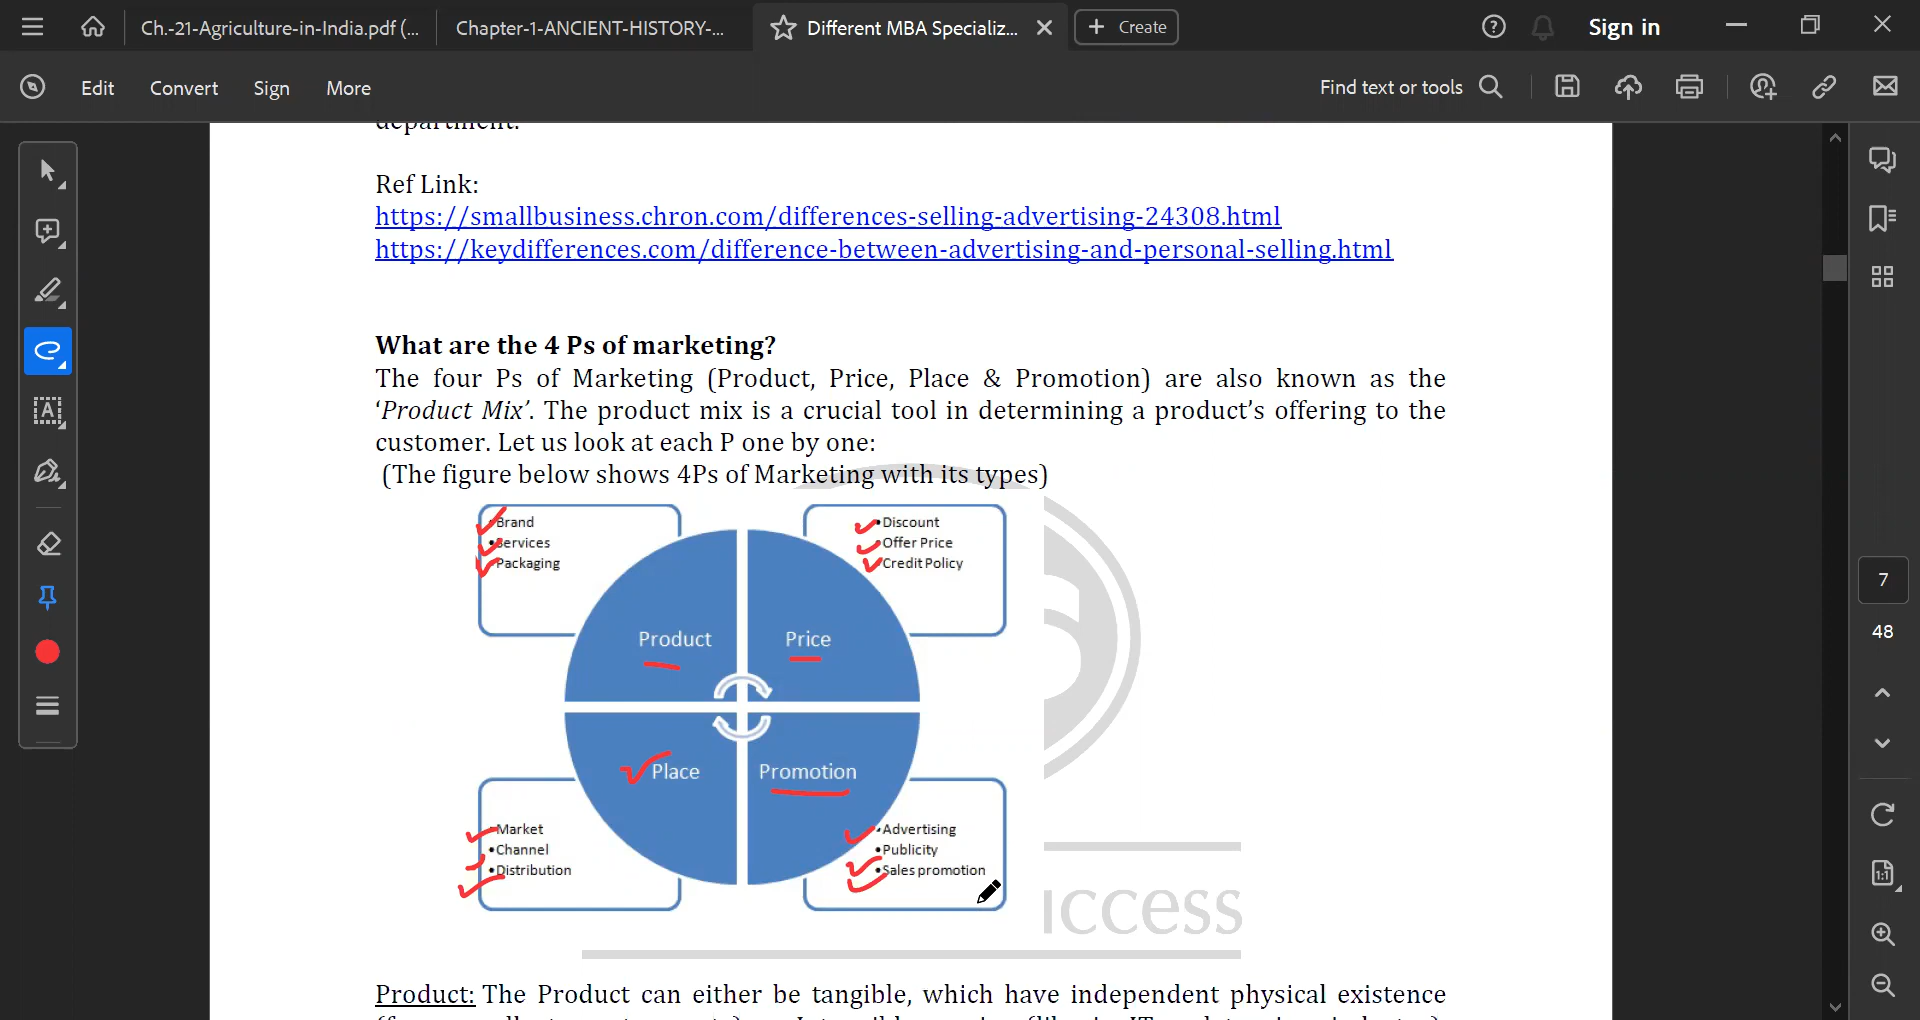 Ch.-21-Agriculture-in-India.pdf (...
Chapter-1-ANCIENT-HISTORY-...
Different MBA Specializ...
Create
Sign in
Edit
Convert
Sign
More
Find text or tools
department.
Ref Link:
https://smallbusiness.chron.com/differences-selling-advertising-24308.html
https://keydifferences.com/difference-between-advertising-and-personal-selling.html
What are the 4 Ps of marketing?
The four Ps of Marketing (Product, Price, Place & Promotion) are also known as the
‘Product Mix’. The product mix is a crucial tool in determining a product’s offering to the
customer. Let us look at each P one by one:
(The figure below shows 4Ps of Marketing with its types)
•Brand
•Services
•Packaging
•Discount
•Offer Price
•Credit Policy
Product
Price
Place
Promotion
•Market
•Channel
•Distribution
•Advertising
•Publicity
•Sales promotion
ccess
Product: The Product can either be tangible, which have independent physical existence
7
48
1:1